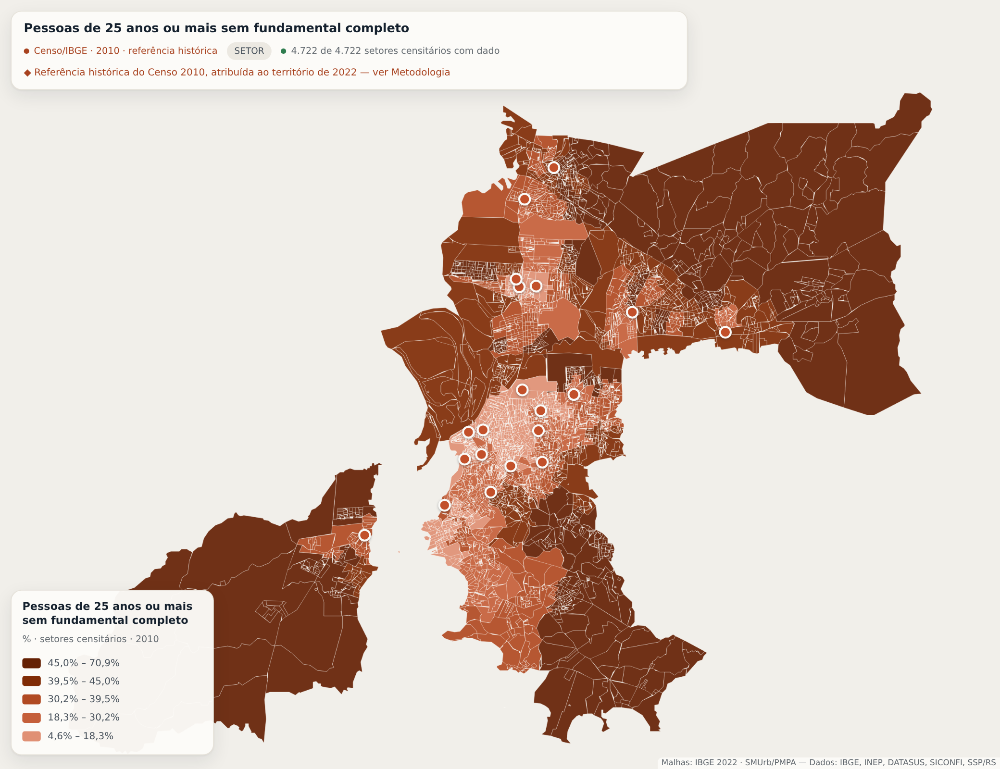 Pessoas de 25 anos ou mais sem fundamental completo
● Censo/IBGE · 2010 · referência histórica SETOR ● 4.722 de 4.722 setores censitários com dado
◆ Referência histórica do Censo 2010, atribuída ao território de 2022 — ver Metodologia
Pessoas de 25 anos ou mais
sem fundamental completo
% · setores censitários · 2010
45,0% – 70,9%
39,5% – 45,0%
30,2% – 39,5%
18,3% – 30,2%
4,6% – 18,3%
Malhas: IBGE 2022 · SMUrb/PMPA — Dados: IBGE, INEP, DATASUS, SICONFI, SSP/RS